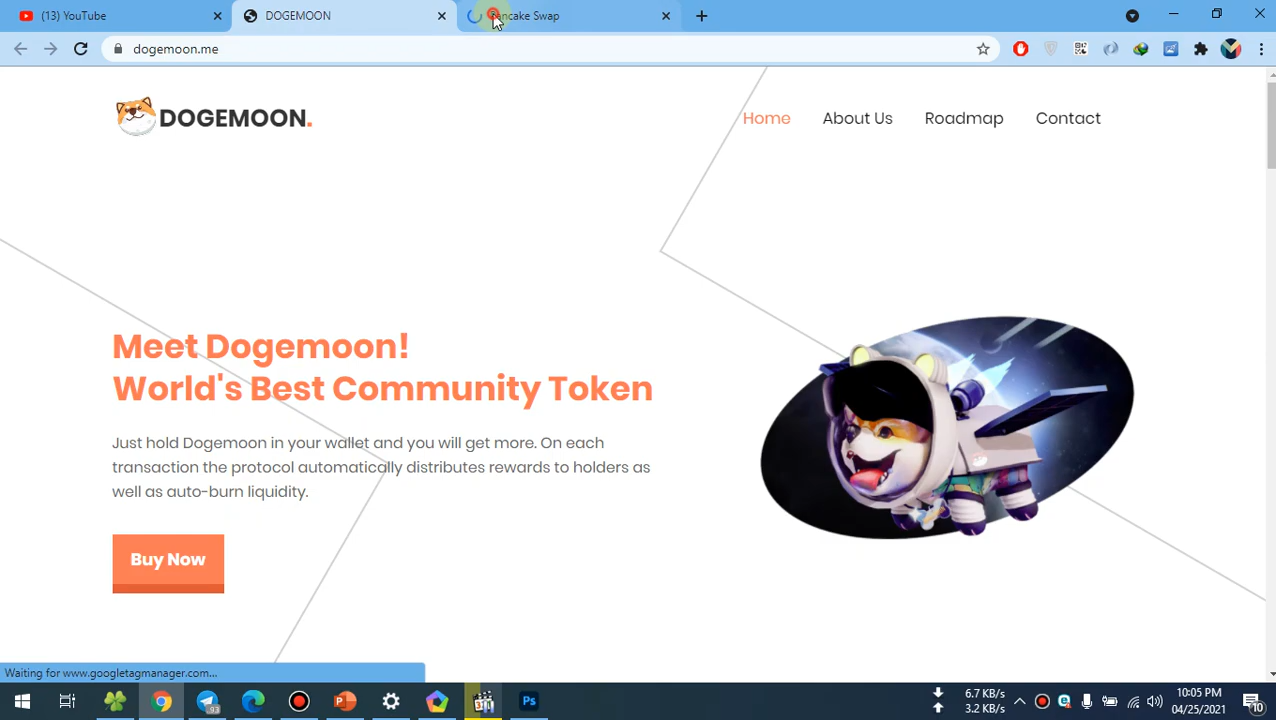 (13) YouTube
DOGEMOON
Pancake Swap
dogemoon.me
DOGEMOON.
Home
About Us
Roadmap
Contact
Meet Dogemoon!
World's Best Community Token
Just hold Dogemoon in your wallet and you will get more. On each
transaction the protocol automatically distributes rewards to holders as
well as auto-burn liquidity.
Buy Now
Waiting for www.googletagmanager.com...
93
Ps
6.7 KB/s
3.2 KB/s
10:05 PM
04/25/2021
10